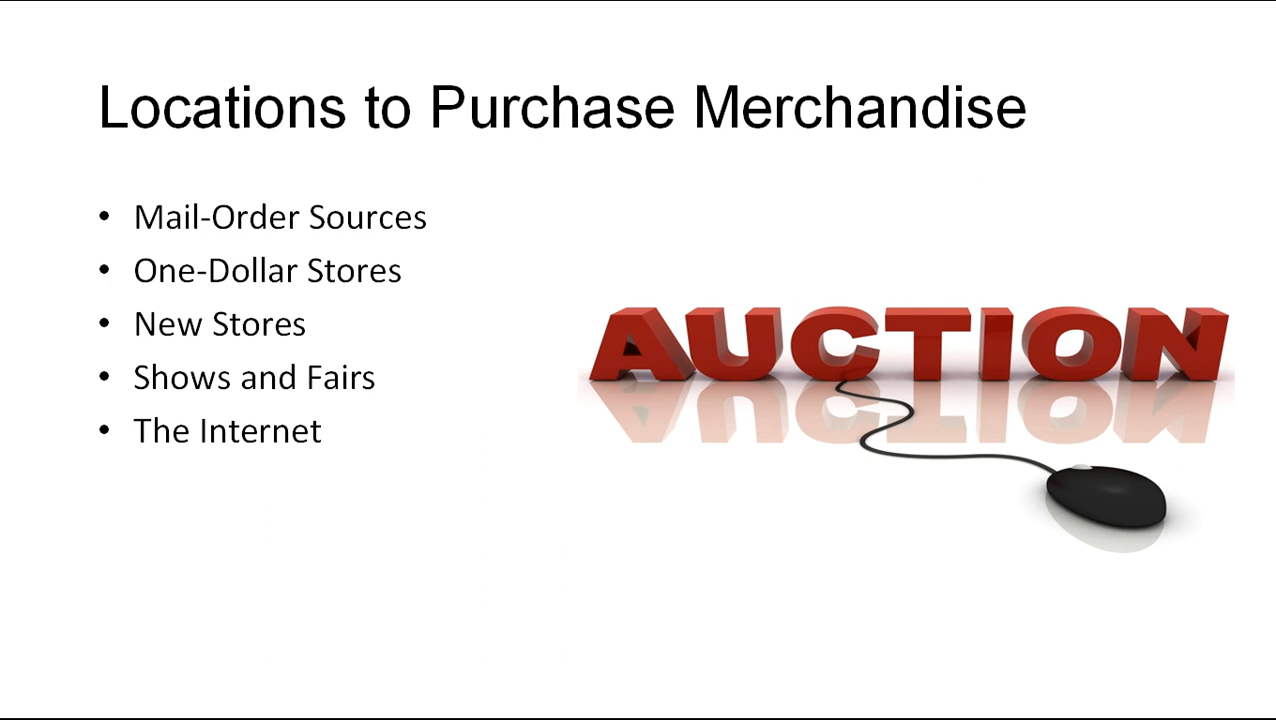 Locations to Purchase Merchandise
• Mail-Order Sources
• One-Dollar Stores
• New Stores
• Shows and Fairs
• The Internet
AUCTION